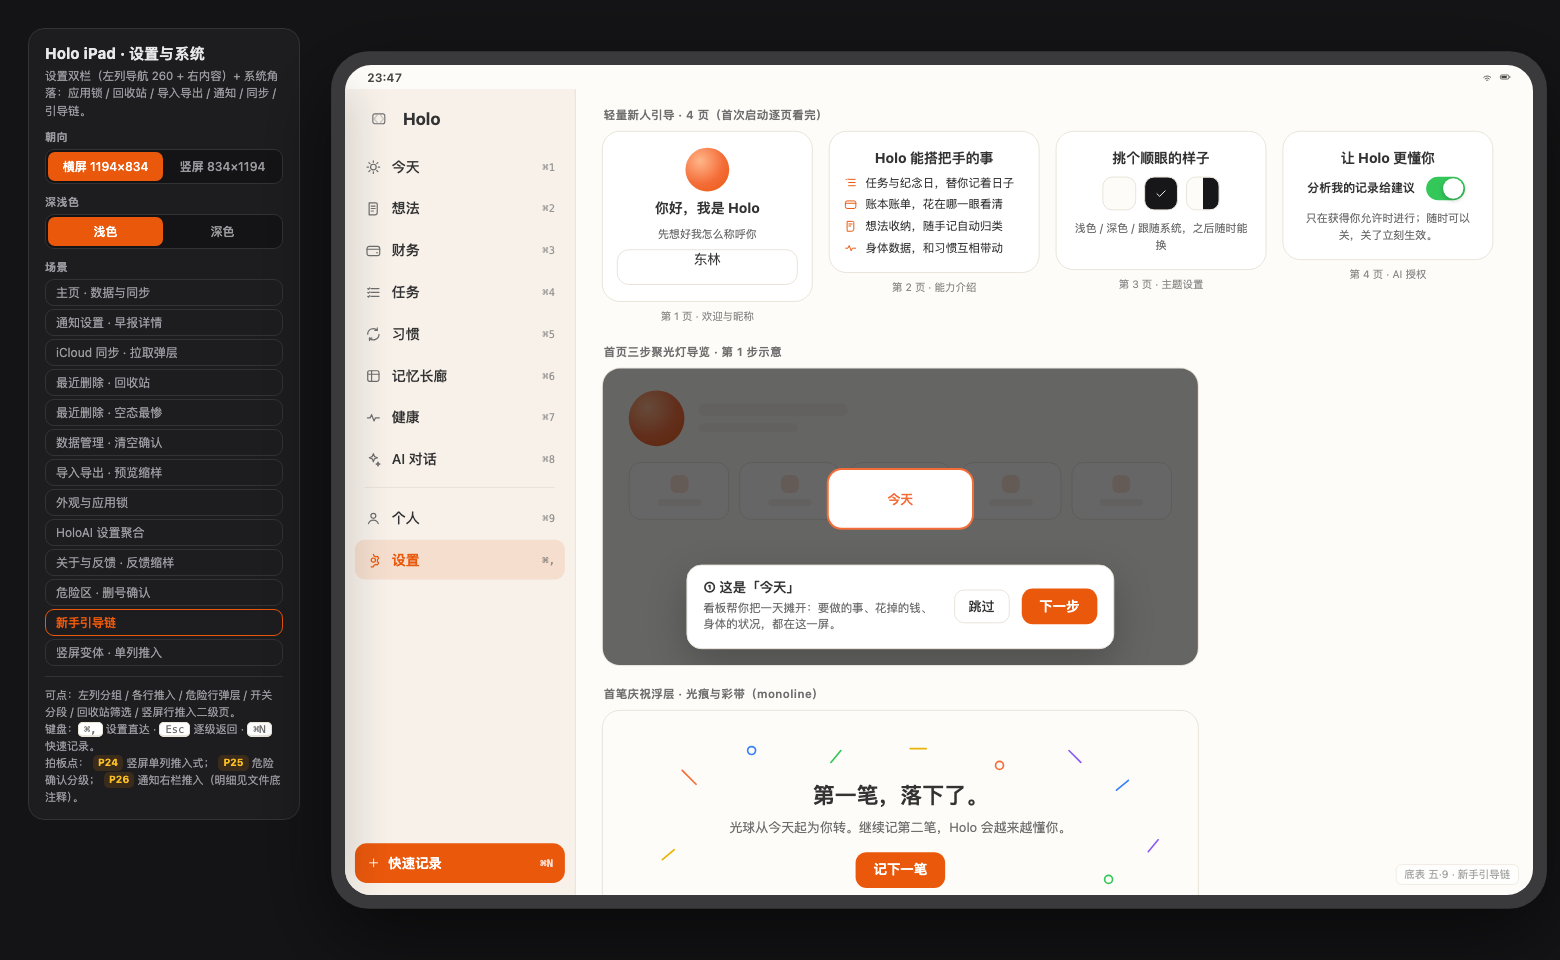 Holo iPad · 设置与系统
设置双栏（左列导航 260 + 右内容）+ 系统角
落：应用锁 / 回收站 / 导入导出 / 通知 / 同步 /
引导链。
朝向
横屏 1194×834
竖屏 834×1194
深浅色
浅色
深色
场景
主页 · 数据与同步
通知设置 · 早报详情
iCloud 同步 · 拉取弹层
最近删除 · 回收站
最近删除 · 空态最惨
数据管理 · 清空确认
导入导出 · 预览缩样
外观与应用锁
HoloAI 设置聚合
关于与反馈 · 反馈缩样
危险区 · 删号确认
新手引导链
竖屏变体 · 单列推入
可点：左列分组 / 各行推入 / 危险行弹层 / 开关
分段 / 回收站筛选 / 竖屏行推入二级页。
键盘： ⌘, 设置直达 · Esc 逐级返回 · ⌘N
快速记录。
拍板点： P24 竖屏单列推入式； P25 危险
确认分级； P26 通知右栏推入（明细见文件底
注释）。
23:47
Holo
今天 ⌘1
想法 ⌘2
财务 ⌘3
任务 ⌘4
习惯 ⌘5
记忆长廊 ⌘6
健康 ⌘7
AI 对话 ⌘8
个人 ⌘9
设置 ⌘,
+ 快速记录 ⌘N
轻量新人引导 · 4 页（首次启动逐页看完）
你好，我是 Holo
先想好我怎么称呼你
东林
第 1 页 · 欢迎与昵称
Holo 能搭把手的事
任务与纪念日，替你记着日子
账本账单，花在哪一眼看清
想法收纳，随手记自动归类
身体数据，和习惯互相带动
第 2 页 · 能力介绍
挑个顺眼的样子
浅色 / 深色 / 跟随系统，之后随时能
换
第 3 页 · 主题设置
让 Holo 更懂你
分析我的记录给建议
只在获得你允许时进行；随时可以
关，关了立刻生效。
第 4 页 · AI 授权
首页三步聚光灯导览 · 第 1 步示意
今天
① 这是「今天」
看板帮你把一天摊开：要做的事、花掉的钱、
身体的状况，都在这一屏。
跳过
下一步
首笔庆祝浮层 · 光痕与彩带（monoline）
第一笔，落下了。
光球从今天起为你转。继续记第二笔，Holo 会越来越懂你。
记下一笔
底表 五·9 · 新手引导链